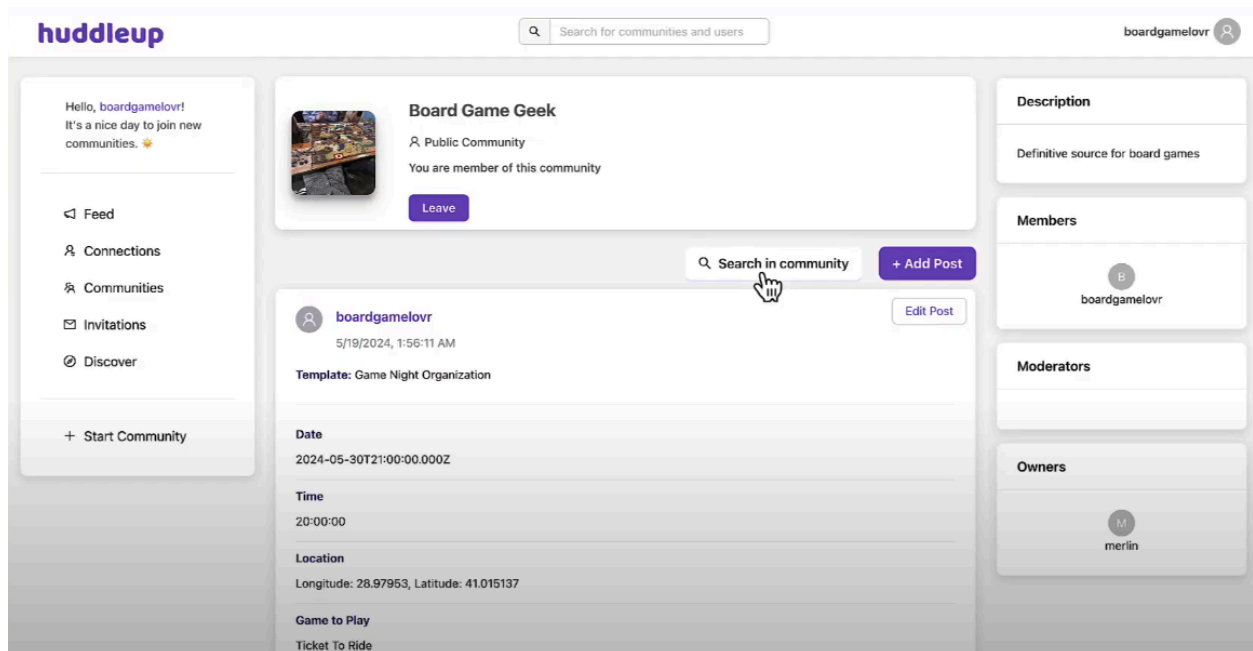 huddleup
Search for communities and users
boardgamelovr
Hello, boardgamelovr!
It's a nice day to join new
communities.
Feed
Connections
Communities
Invitations
Discover
+ Start Community
Board Game Geek
Public Community
You are member of this community
Leave
Search in community
+ Add Post
boardgamelovr
Edit Post
5/19/2024, 1:56:11 AM
Template: Game Night Organization
Date
2024-05-30T21:00:00.000Z
Time
20:00:00
Location
Longitude: 28.97953, Latitude: 41.015137
Game to Play
Ticket To Ride
Description
Definitive source for board games
Members
B
boardgamelovr
Moderators
Owners
M
merlin